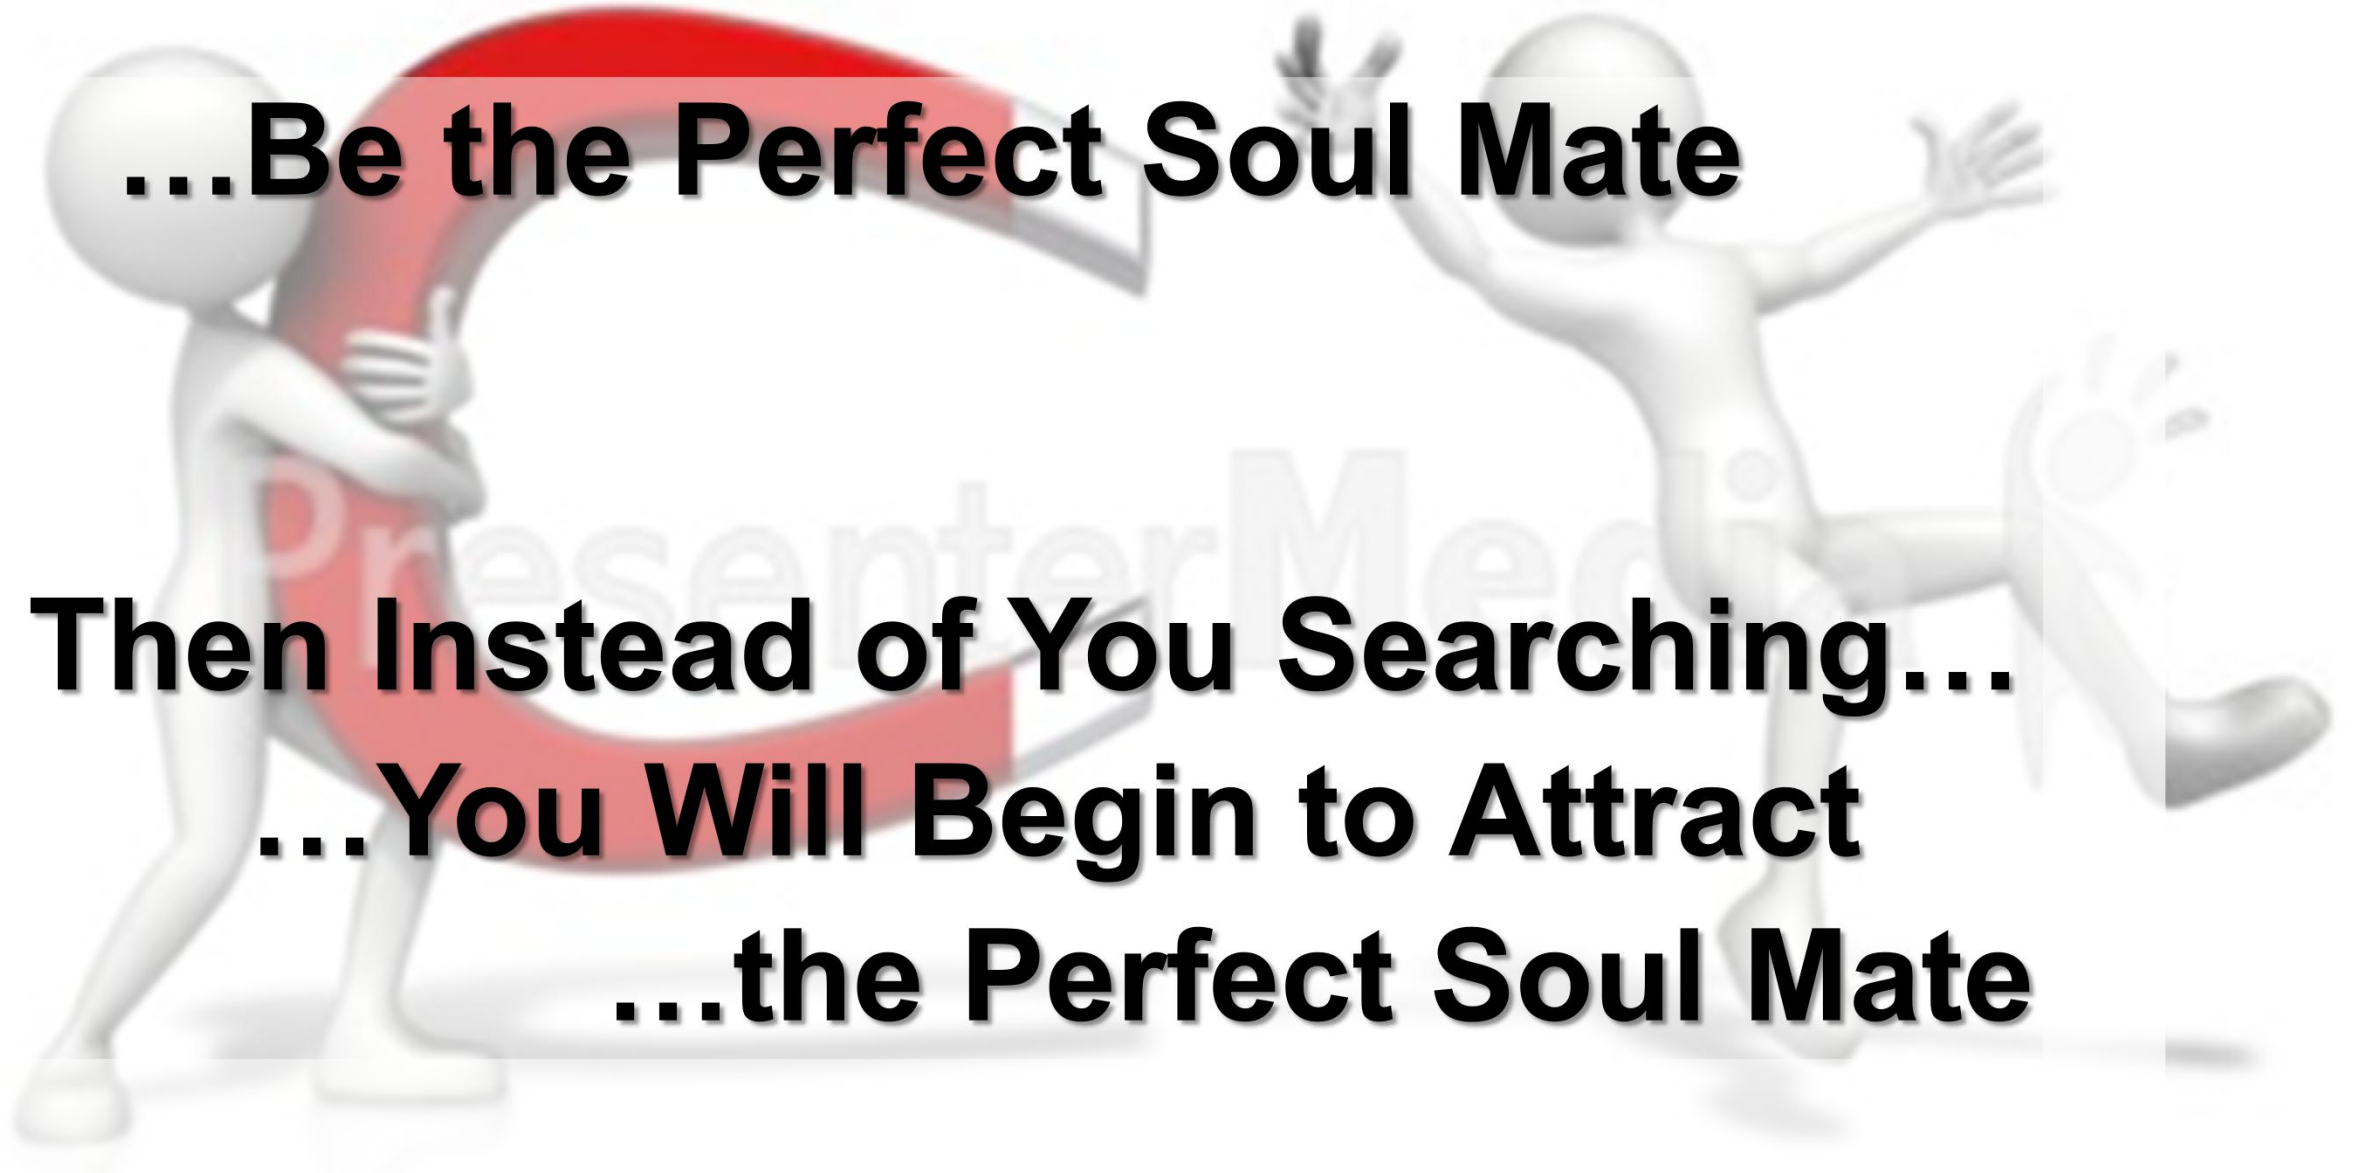 …Be the Perfect Soul Mate
PresenterMedia
Then Instead of You Searching…
…You Will Begin to Attract
…the Perfect Soul Mate